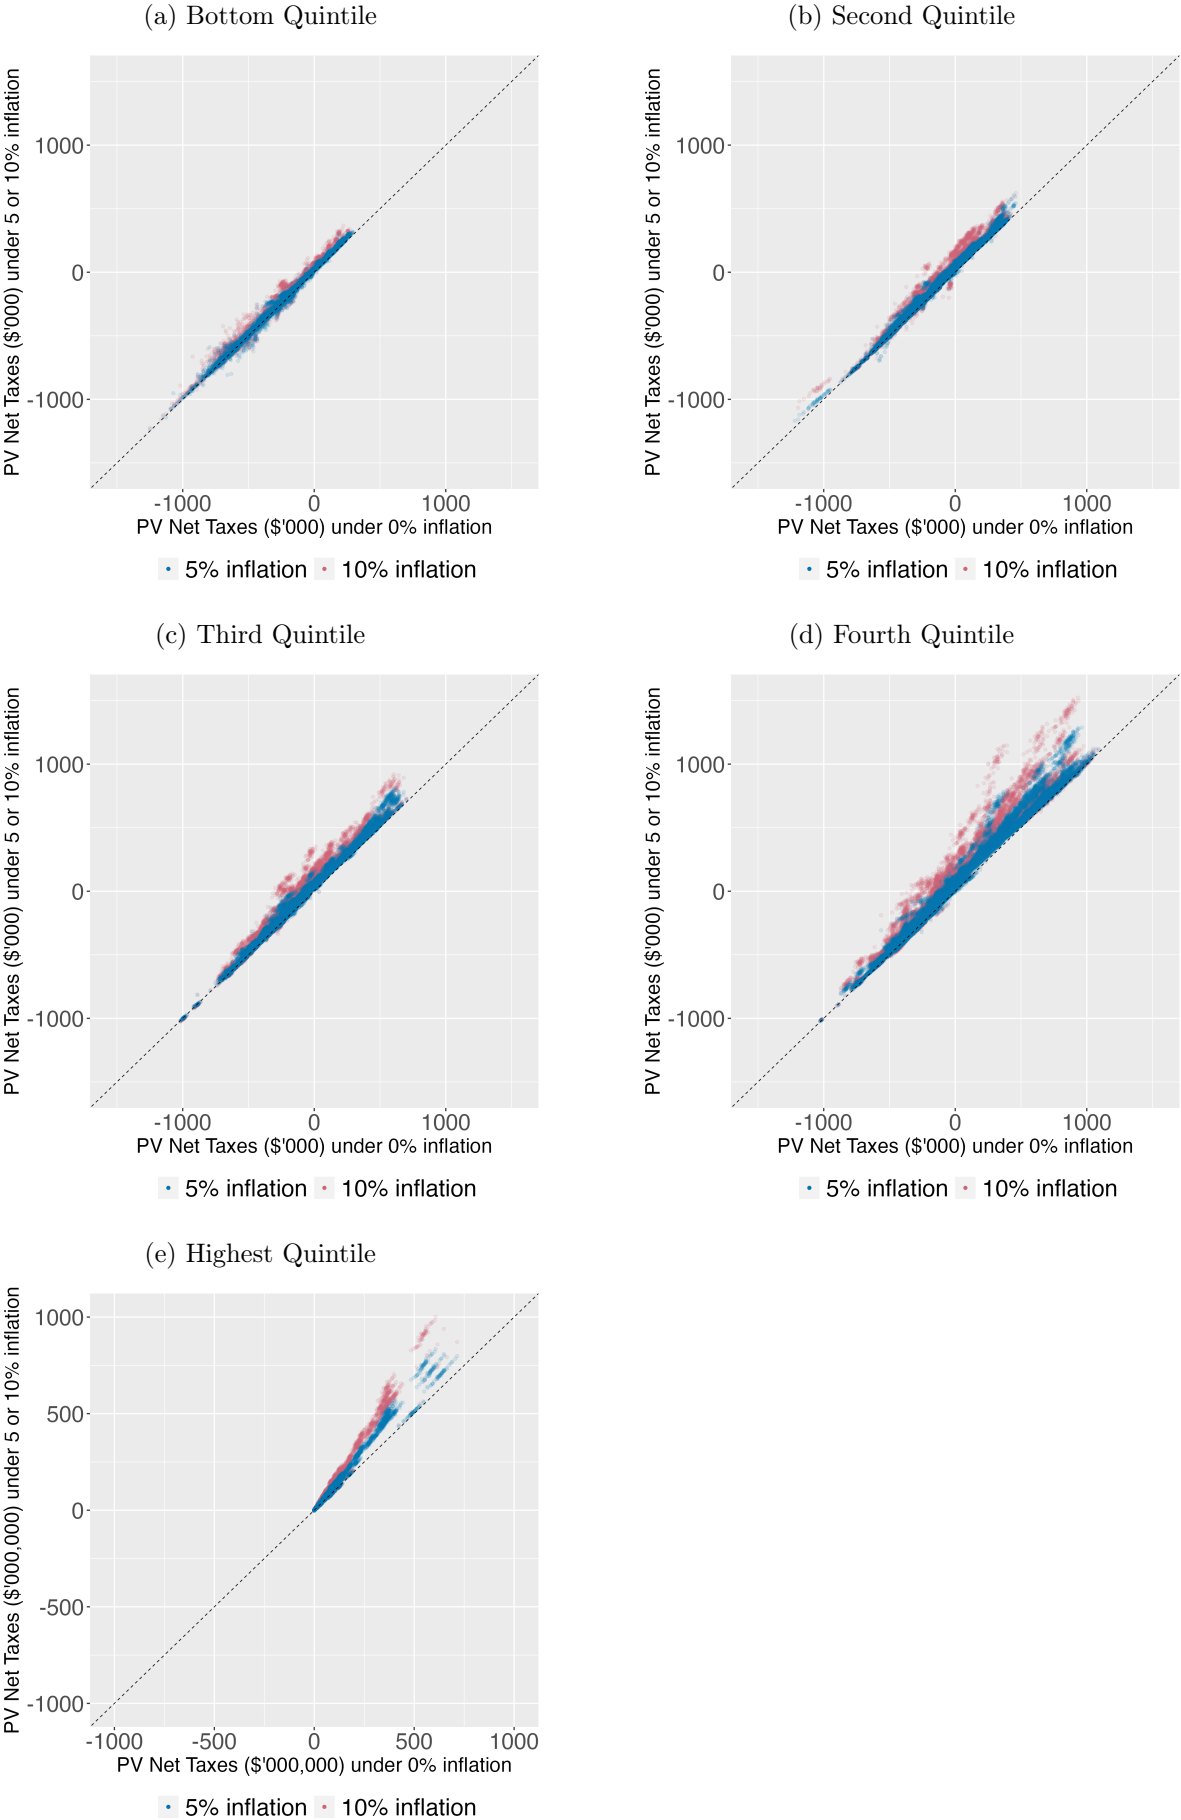 (a) Bottom Quintile
PV Net Taxes ($'000) under 5 or 10% inflation
1000
0
-1000
-1000 0 1000
PV Net Taxes ($'000) under 0% inflation
5% inflation 10% inflation
(b) Second Quintile
PV Net Taxes ($'000) under 5 or 10% inflation
1000
0
-1000
-1000 0 1000
PV Net Taxes ($'000) under 0% inflation
5% inflation 10% inflation
(c) Third Quintile
PV Net Taxes ($'000) under 5 or 10% inflation
1000
0
-1000
-1000 0 1000
PV Net Taxes ($'000) under 0% inflation
5% inflation 10% inflation
(d) Fourth Quintile
PV Net Taxes ($'000) under 5 or 10% inflation
1000
0
-1000
-1000 0 1000
PV Net Taxes ($'000) under 0% inflation
5% inflation 10% inflation
(e) Highest Quintile
PV Net Taxes ($'000,000) under 5 or 10% inflation
1000
500
0
-500
-1000
-1000 -500 0 500 1000
PV Net Taxes ($'000,000) under 0% inflation
5% inflation 10% inflation